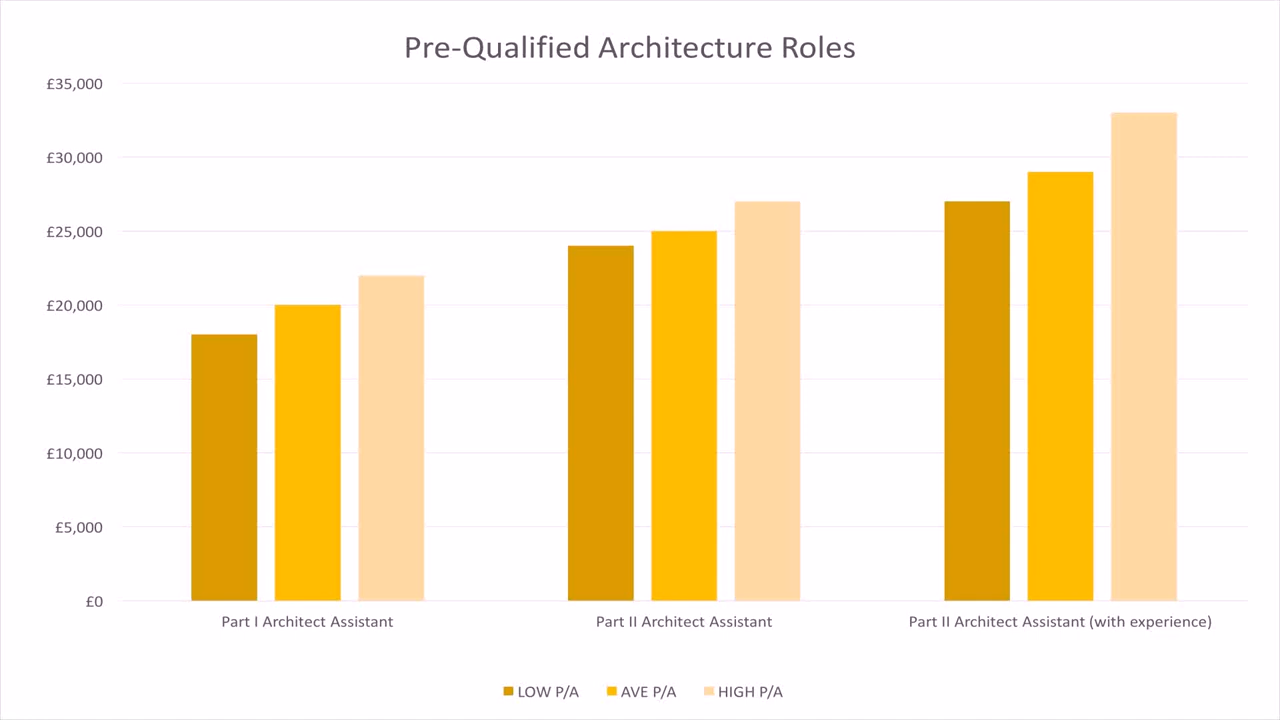 Pre-Qualified Architecture Roles
£35,000
£30,000
£25,000
£20,000
£15,000
£10,000
£5,000
£0
Part I Architect Assistant
Part II Architect Assistant
Part II Architect Assistant (with experience)
LOW P/A
AVE P/A
HIGH P/A